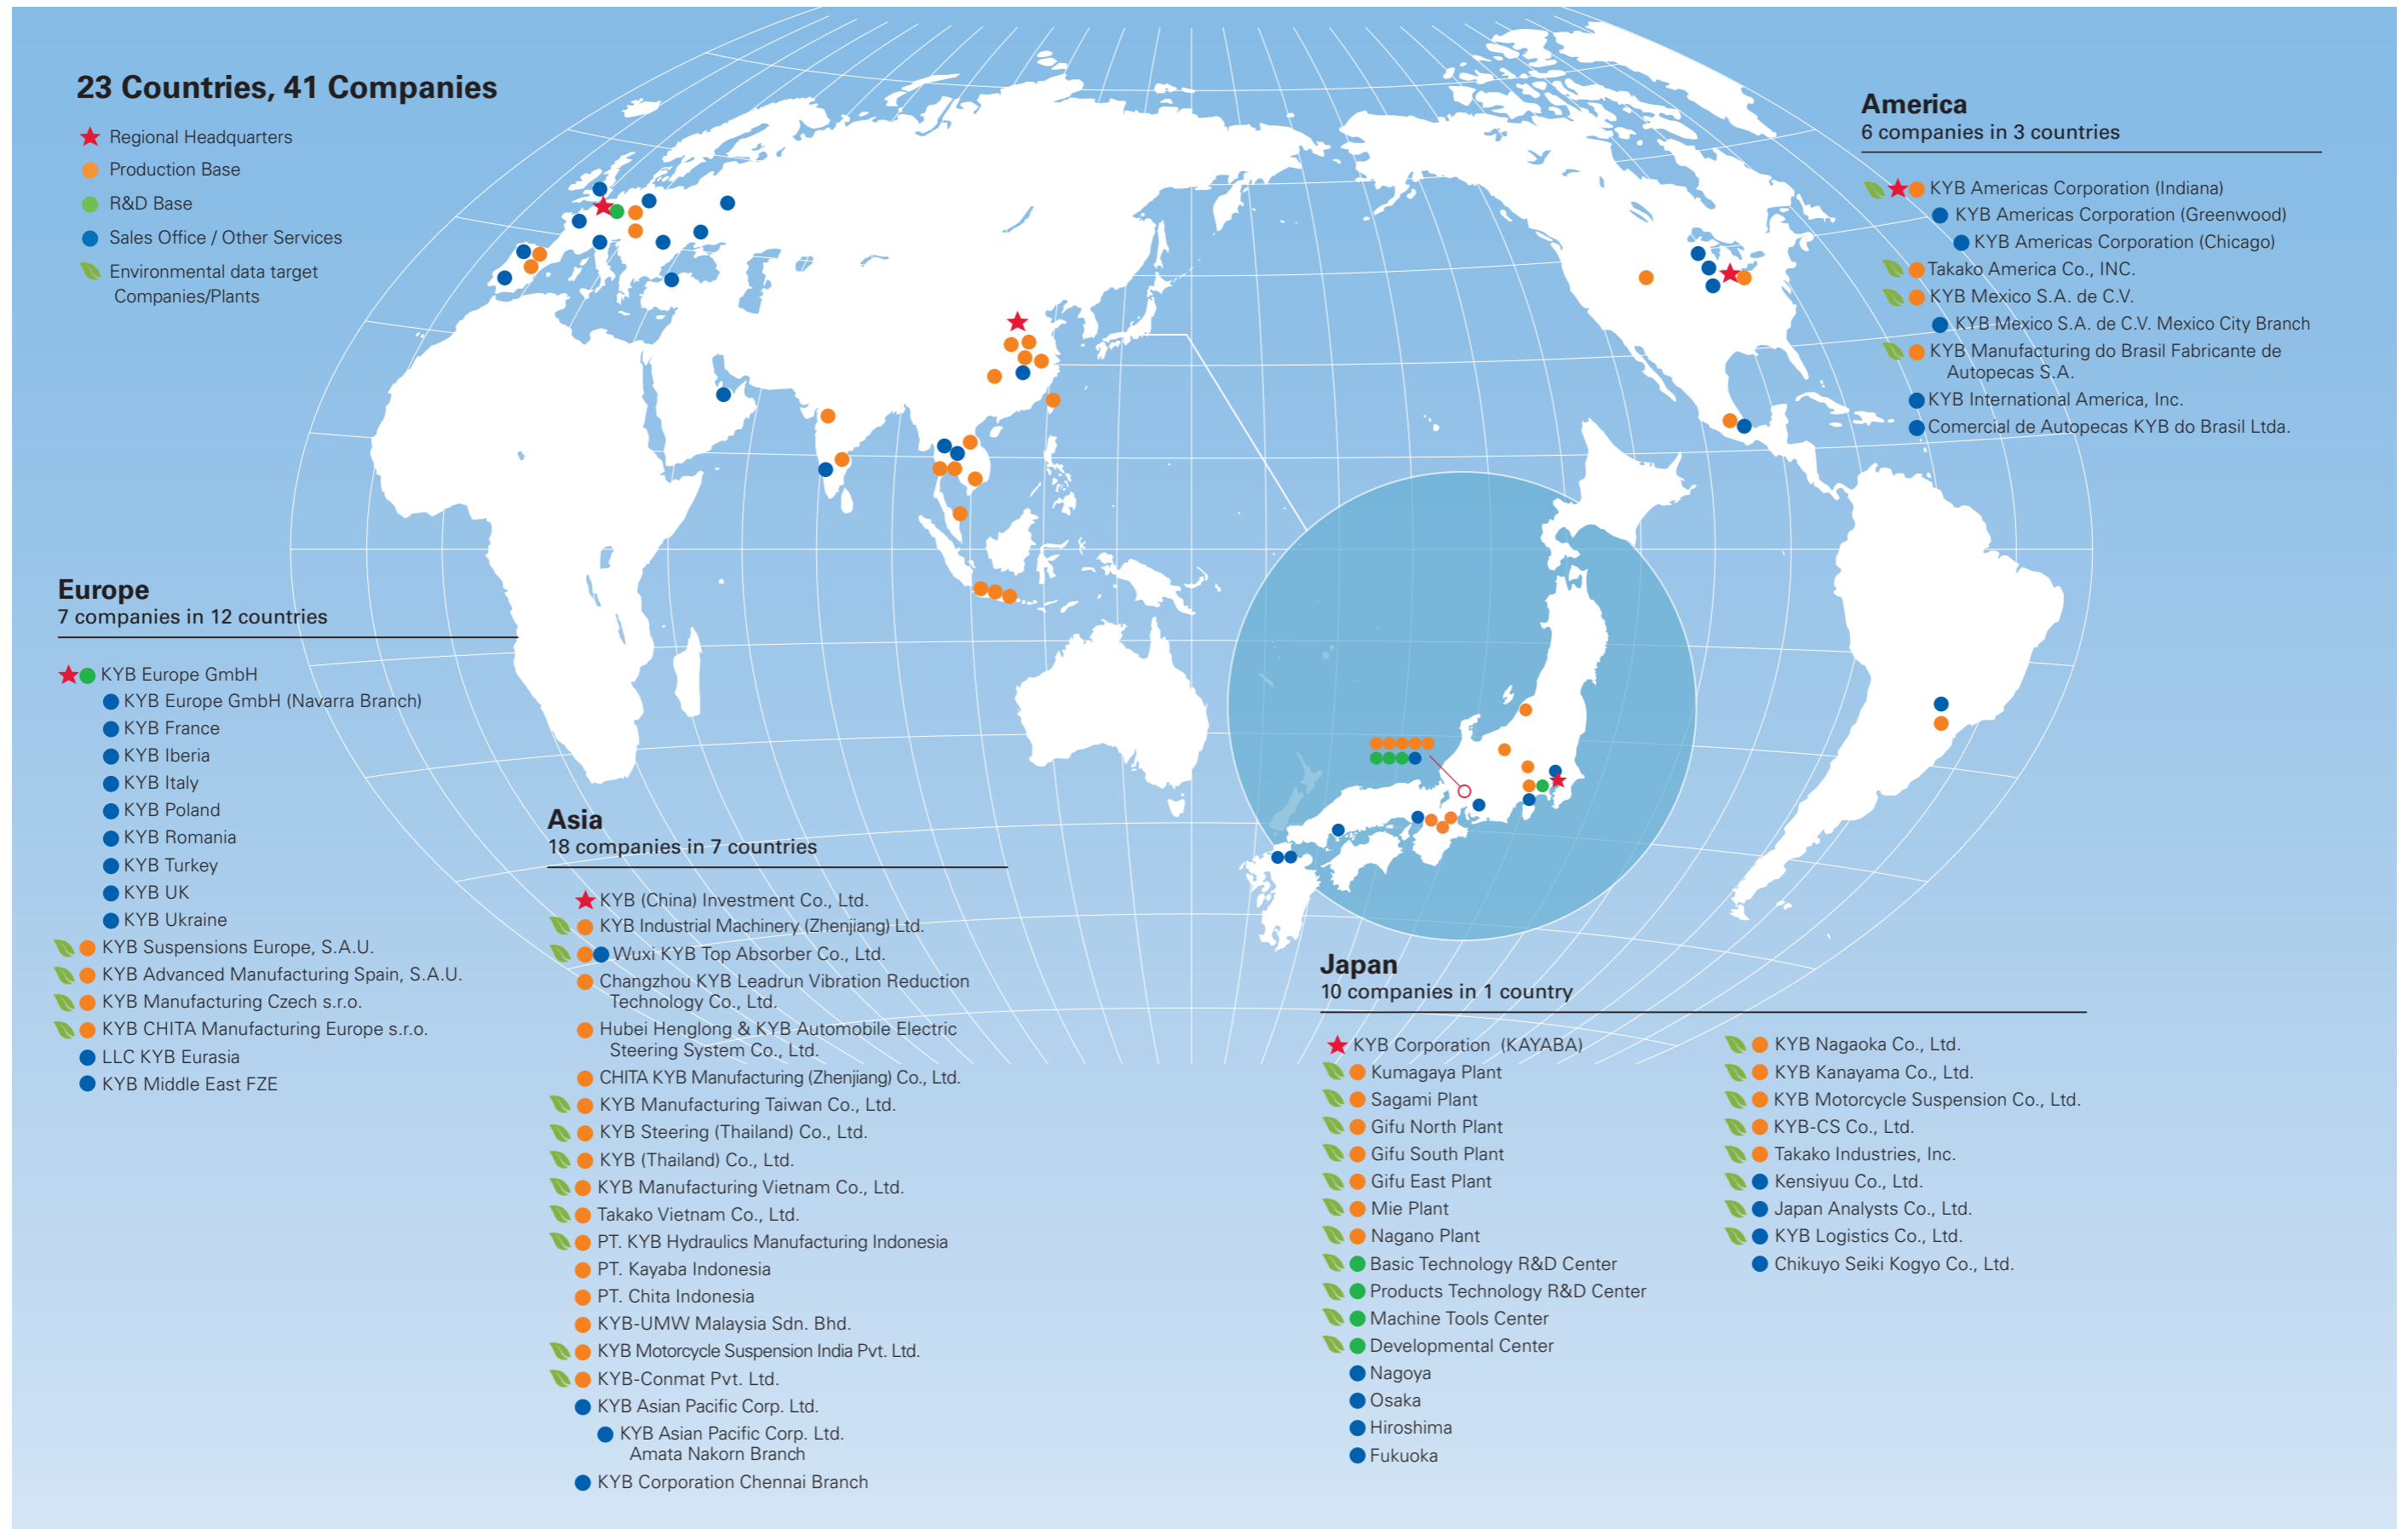 23 Countries, 41 Companies
Regional Headquarters
Production Base
R&D Base
Sales Office / Other Services
Environmental data target
Companies/Plants
America
6 companies in 3 countries
KYB Americas Corporation (Indiana)
KYB Americas Corporation (Greenwood)
KYB Americas Corporation (Chicago)
Takako America Co., INC.
KYB Mexico S.A. de C.V.
KYB Mexico S.A. de C.V. Mexico City Branch
KYB Manufacturing do Brasil Fabricante de
Autopecas S.A.
KYB International America, Inc.
Comercial de Autopecas KYB do Brasil Ltda.
Europe
7 companies in 12 countries
KYB Europe GmbH
KYB Europe GmbH (Navarra Branch)
KYB France
KYB Iberia
KYB Italy
KYB Poland
KYB Romania
KYB Turkey
KYB UK
KYB Ukraine
KYB Suspensions Europe, S.A.U.
KYB Advanced Manufacturing Spain, S.A.U.
KYB Manufacturing Czech s.r.o.
KYB CHITA Manufacturing Europe s.r.o.
LLC KYB Eurasia
KYB Middle East FZE
Asia
18 companies in 7 countries
KYB (China) Investment Co., Ltd.
KYB Industrial Machinery (Zhenjiang) Ltd.
Wuxi KYB Top Absorber Co., Ltd.
Changzhou KYB Leadrun Vibration Reduction
Technology Co., Ltd.
Hubei Henglong & KYB Automobile Electric
Steering System Co., Ltd.
CHITA KYB Manufacturing (Zhenjiang) Co., Ltd.
KYB Manufacturing Taiwan Co., Ltd.
KYB Steering (Thailand) Co., Ltd.
KYB (Thailand) Co., Ltd.
KYB Manufacturing Vietnam Co., Ltd.
Takako Vietnam Co., Ltd.
PT. KYB Hydraulics Manufacturing Indonesia
PT. Kayaba Indonesia
PT. Chita Indonesia
KYB-UMW Malaysia Sdn. Bhd.
KYB Motorcycle Suspension India Pvt. Ltd.
KYB-Conmat Pvt. Ltd.
KYB Asian Pacific Corp. Ltd.
KYB Asian Pacific Corp. Ltd.
Amata Nakorn Branch
KYB Corporation Chennai Branch
Japan
10 companies in 1 country
KYB Corporation (KAYABA)
Kumagaya Plant
Sagami Plant
Gifu North Plant
Gifu South Plant
Gifu East Plant
Mie Plant
Nagano Plant
Basic Technology R&D Center
Products Technology R&D Center
Machine Tools Center
Developmental Center
Nagoya
Osaka
Hiroshima
Fukuoka
KYB Nagaoka Co., Ltd.
KYB Kanayama Co., Ltd.
KYB Motorcycle Suspension Co., Ltd.
KYB-CS Co., Ltd.
Takako Industries, Inc.
Kensiyuu Co., Ltd.
Japan Analysts Co., Ltd.
KYB Logistics Co., Ltd.
Chikuyo Seiki Kogyo Co., Ltd.